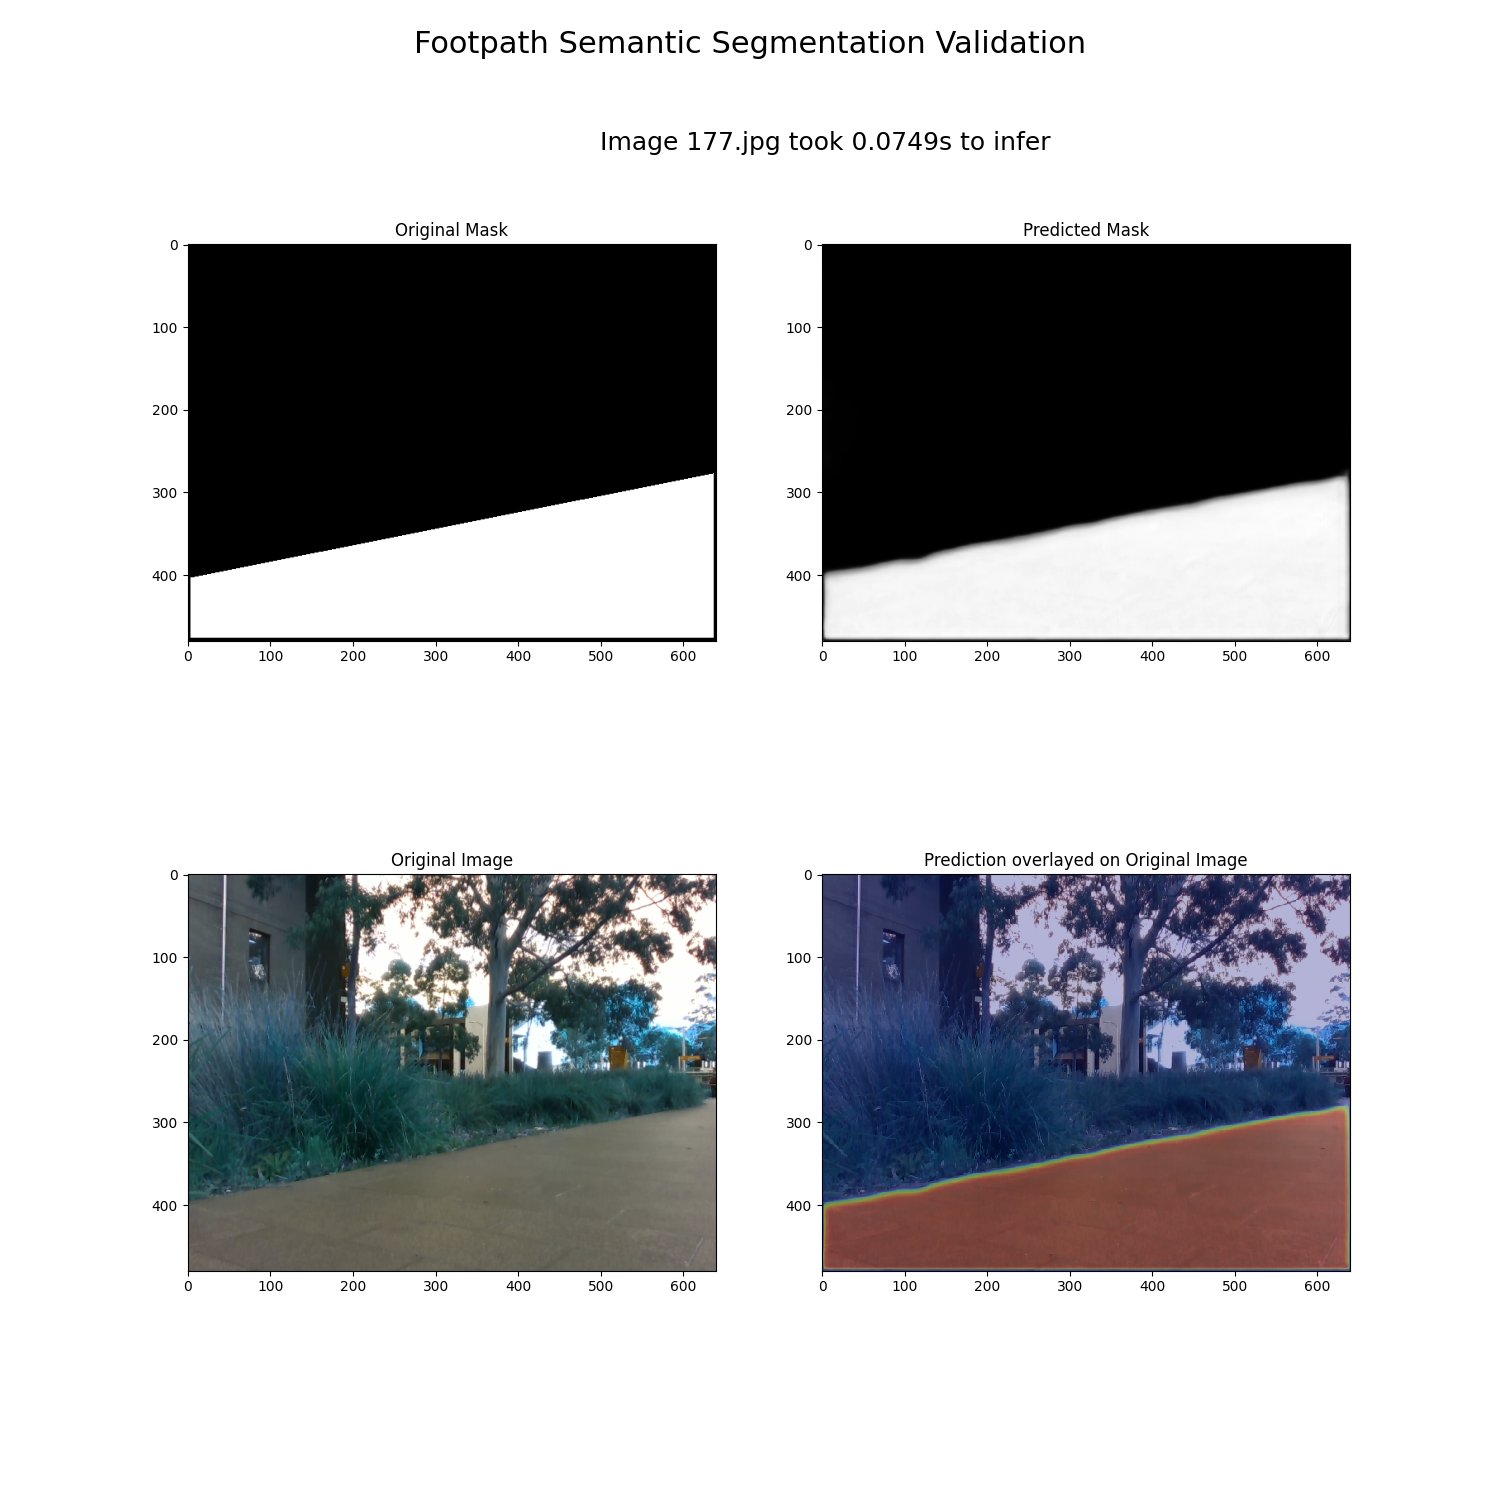 Footpath Semantic Segmentation Validation
Image 177.jpg took 0.0749s to infer
Original Mask
0
100
200
300
400
0 100 200 300 400 500 600
Predicted Mask
0
100
200
300
400
0 100 200 300 400 500 600
Original Image
0
100
200
300
400
0 100 200 300 400 500 600
Prediction overlayed on Original Image
0
100
200
300
400
0 100 200 300 400 500 600